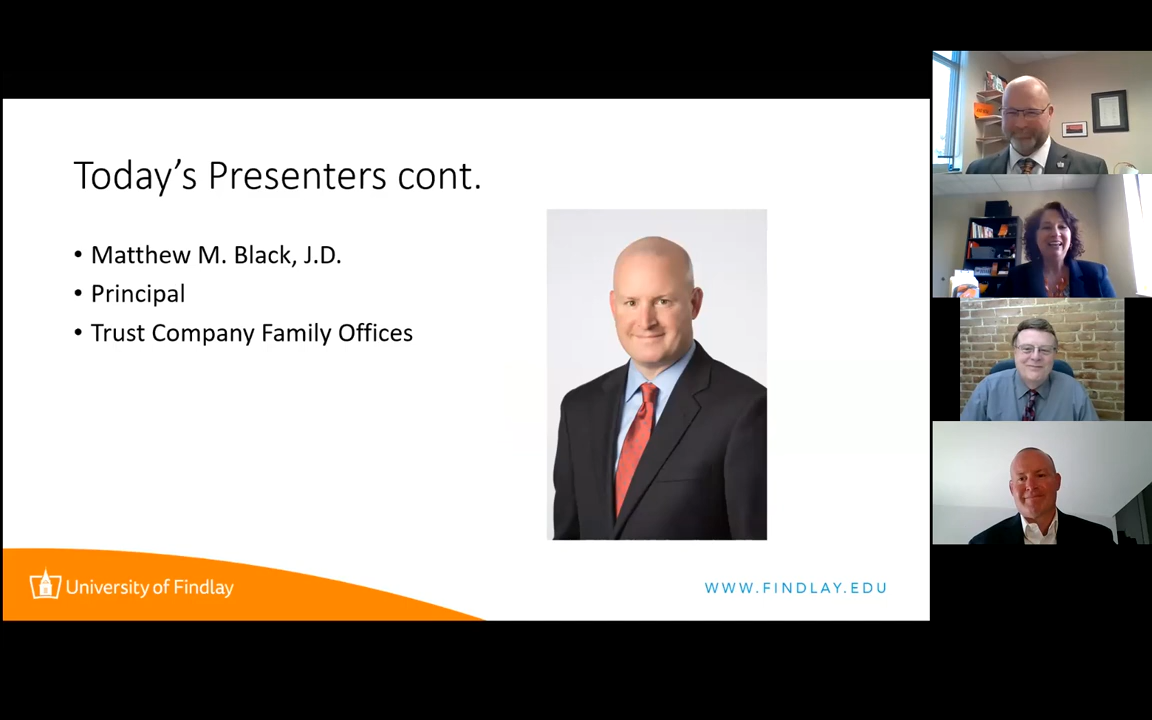 Today's Presenters cont.
• Matthew M. Black, J.D.
• Principal
• Trust Company Family Offices
University of Findlay
WWW.FINDLAY.EDU